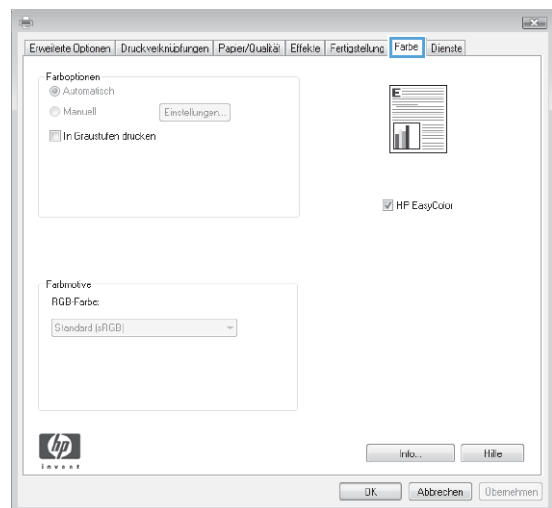 Erweiterte Optionen Druckverknüpfungen Papier/Qualität Effekte Fertigstellung Farbe Dienste
Farboptionen
Automatisch
Manuell Einstellungen...
In Graustufen drucken
E
HP EasyColor
Farbmotive
RGB-Farbe:
Standard (sRGB)
hp
invent
Info... Hilfe
OK Abbrechen Übernehmen